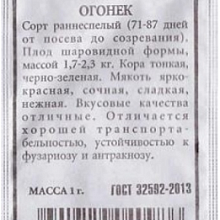 ОГОНЕК
Сорт раннеспелый (71-87 дней
от посева до созревания).
Плод шаровидной формы,
массой 1,7-2,3 кг. Кора тонкая,
черно-зеленая. Мякоть ярко-
красная, сочная, сладкая,
нежная. Вкусовые качества
отличные. Отличается
хорошей транспорта-
бельностью, устойчивостью к
фузариозу и антракнозу.
МАССА 1 г. ГОСТ 32592-2013